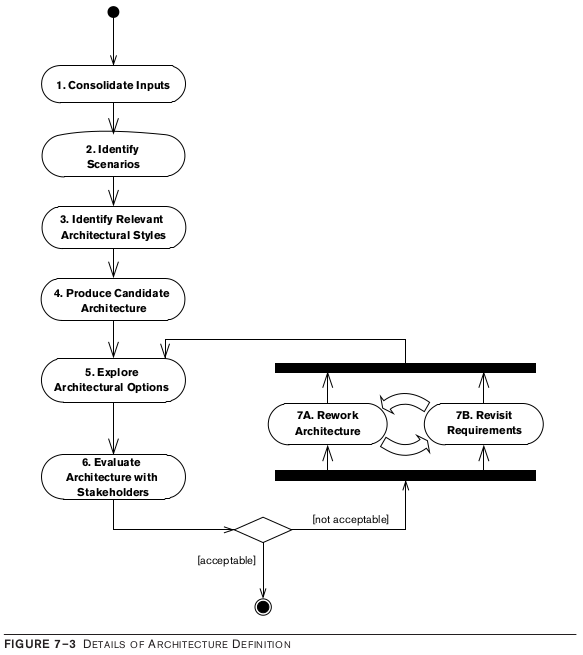 1. Consolidate Inputs
2. Identify
Scenarios
3. Identify Relevant
Architectural Styles
4. Produce Candidate
Architecture
5. Explore
Architectural Options
6. Evaluate
Architecture with
Stakeholders
7A. Rework
Architecture
7B. Revisit
Requirements
[not acceptable]
[acceptable]
FIGURE 7–3 DETAILS OF ARCHITECTURE DEFINITION